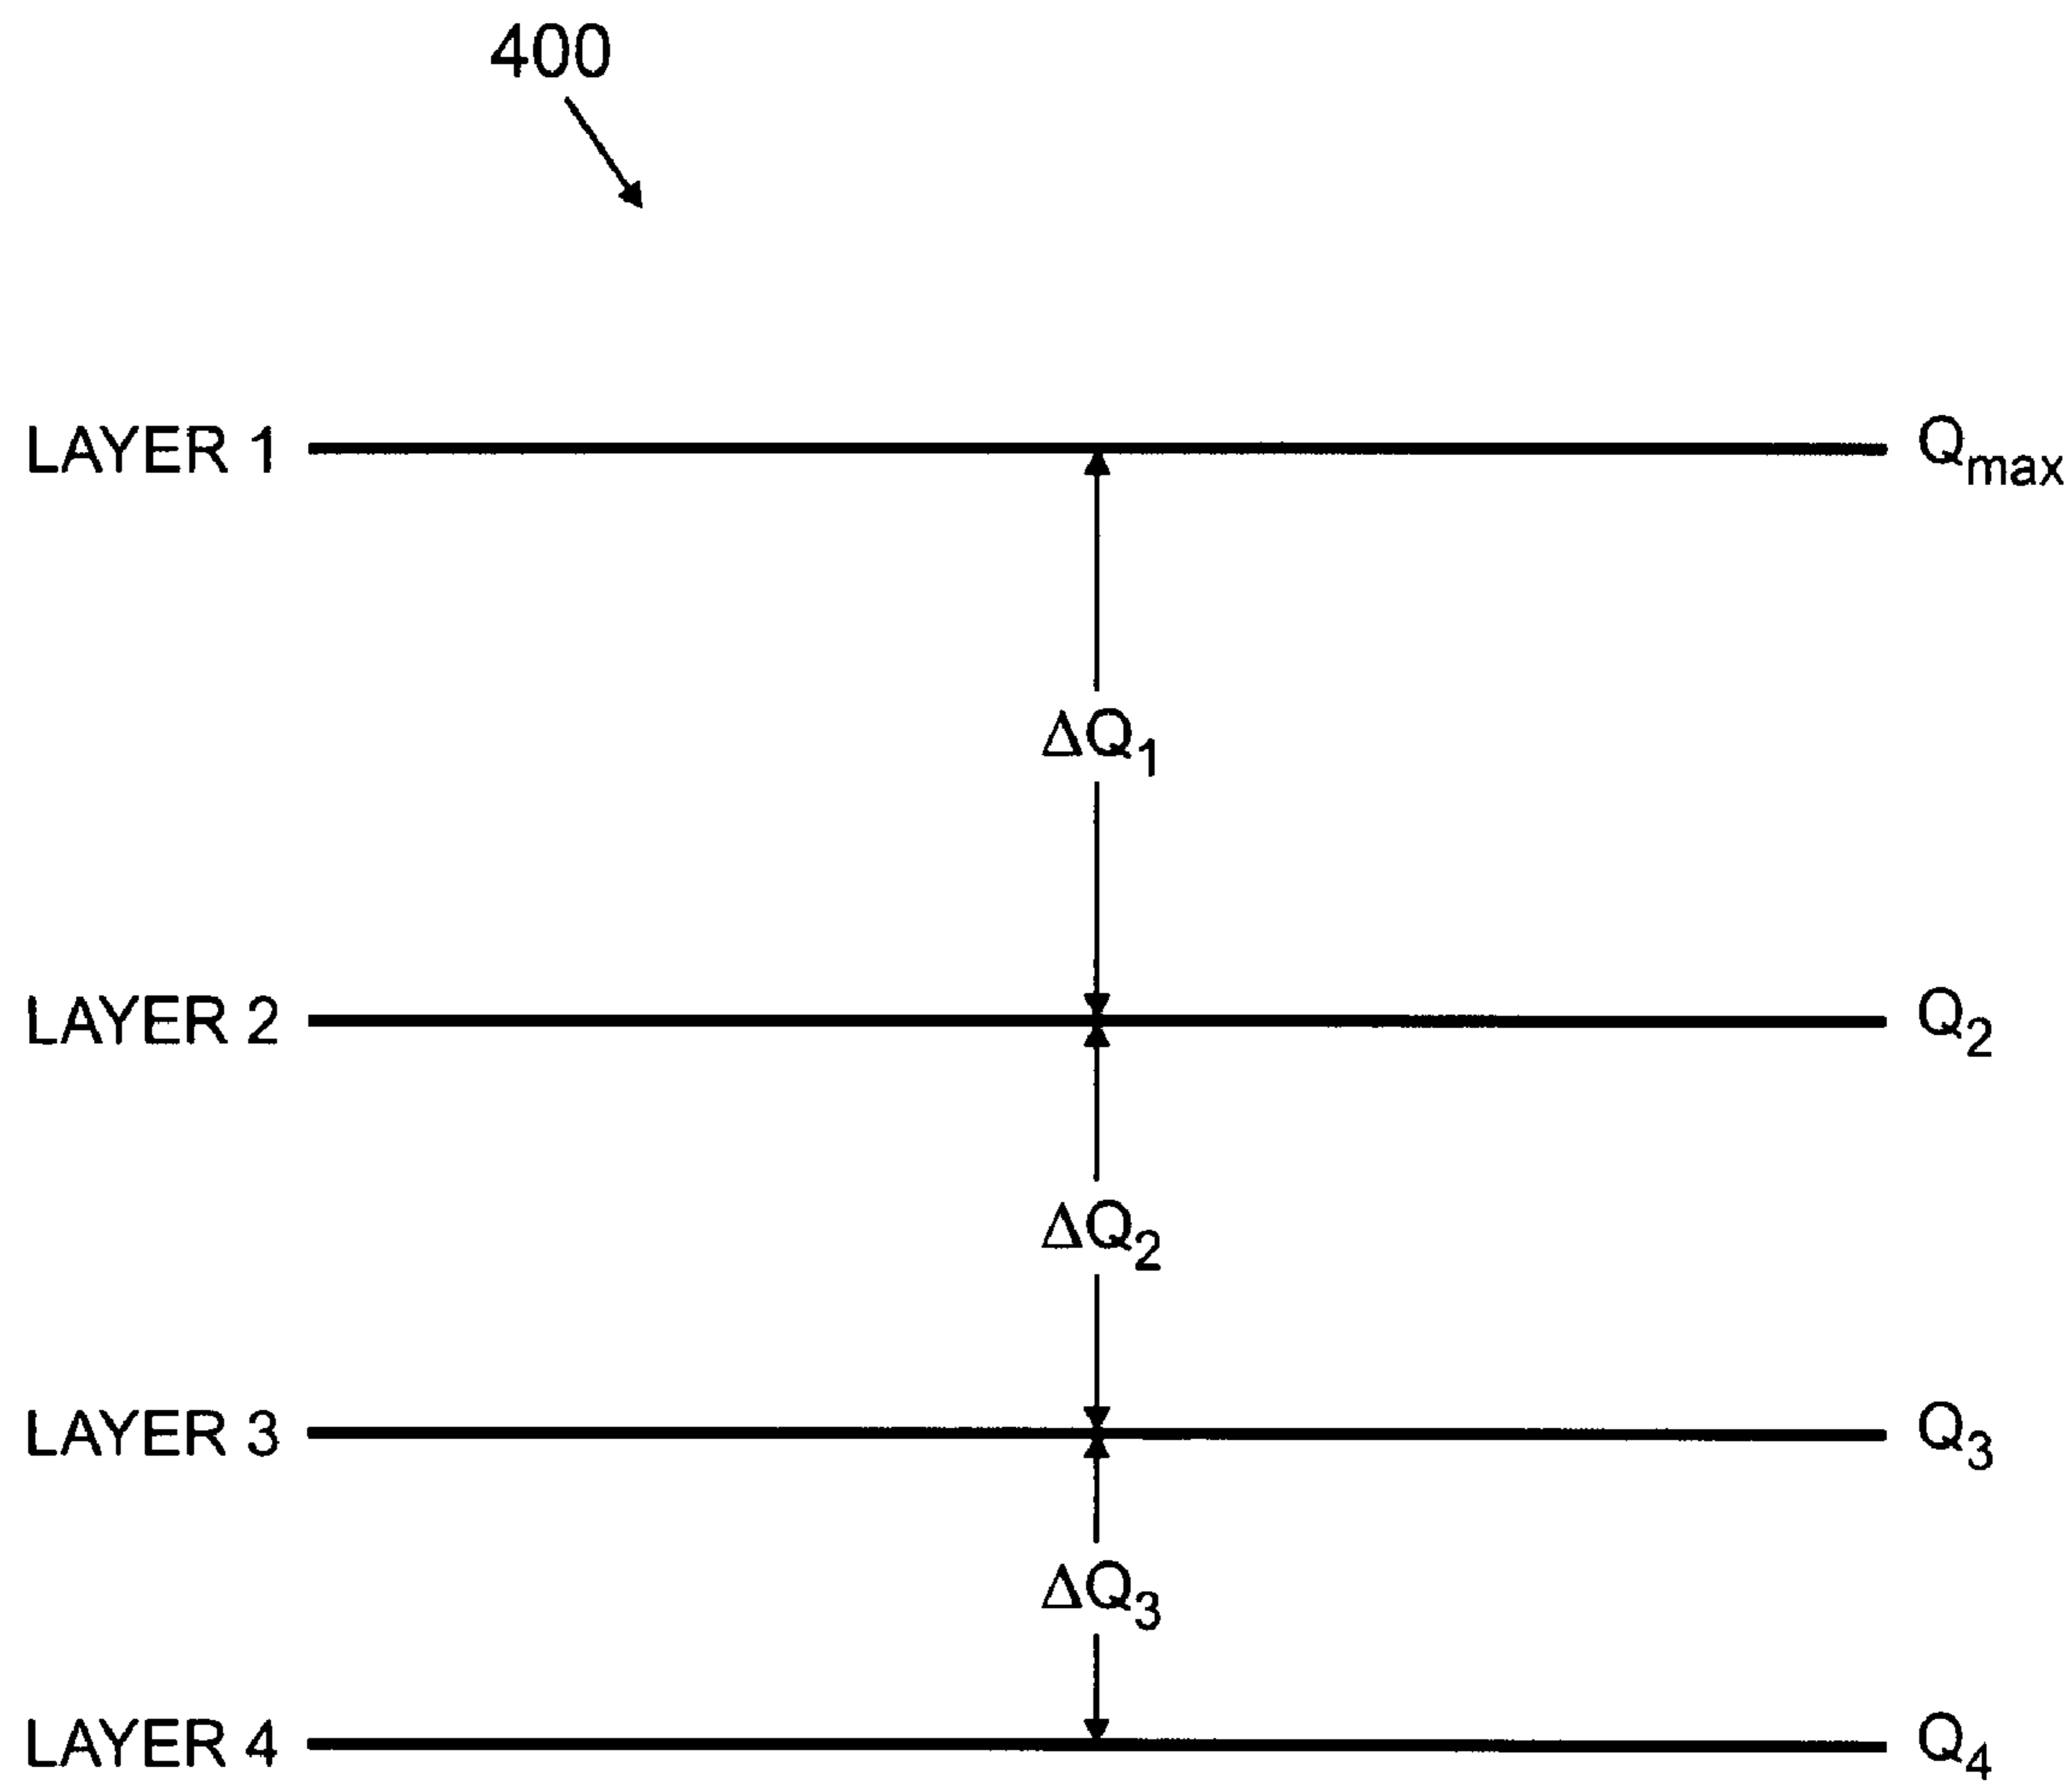 400
LAYER 1 Qmax
ΔQ1
LAYER 2 Q2
ΔQ2
LAYER 3 Q3
ΔQ3
LAYER 4 Q4